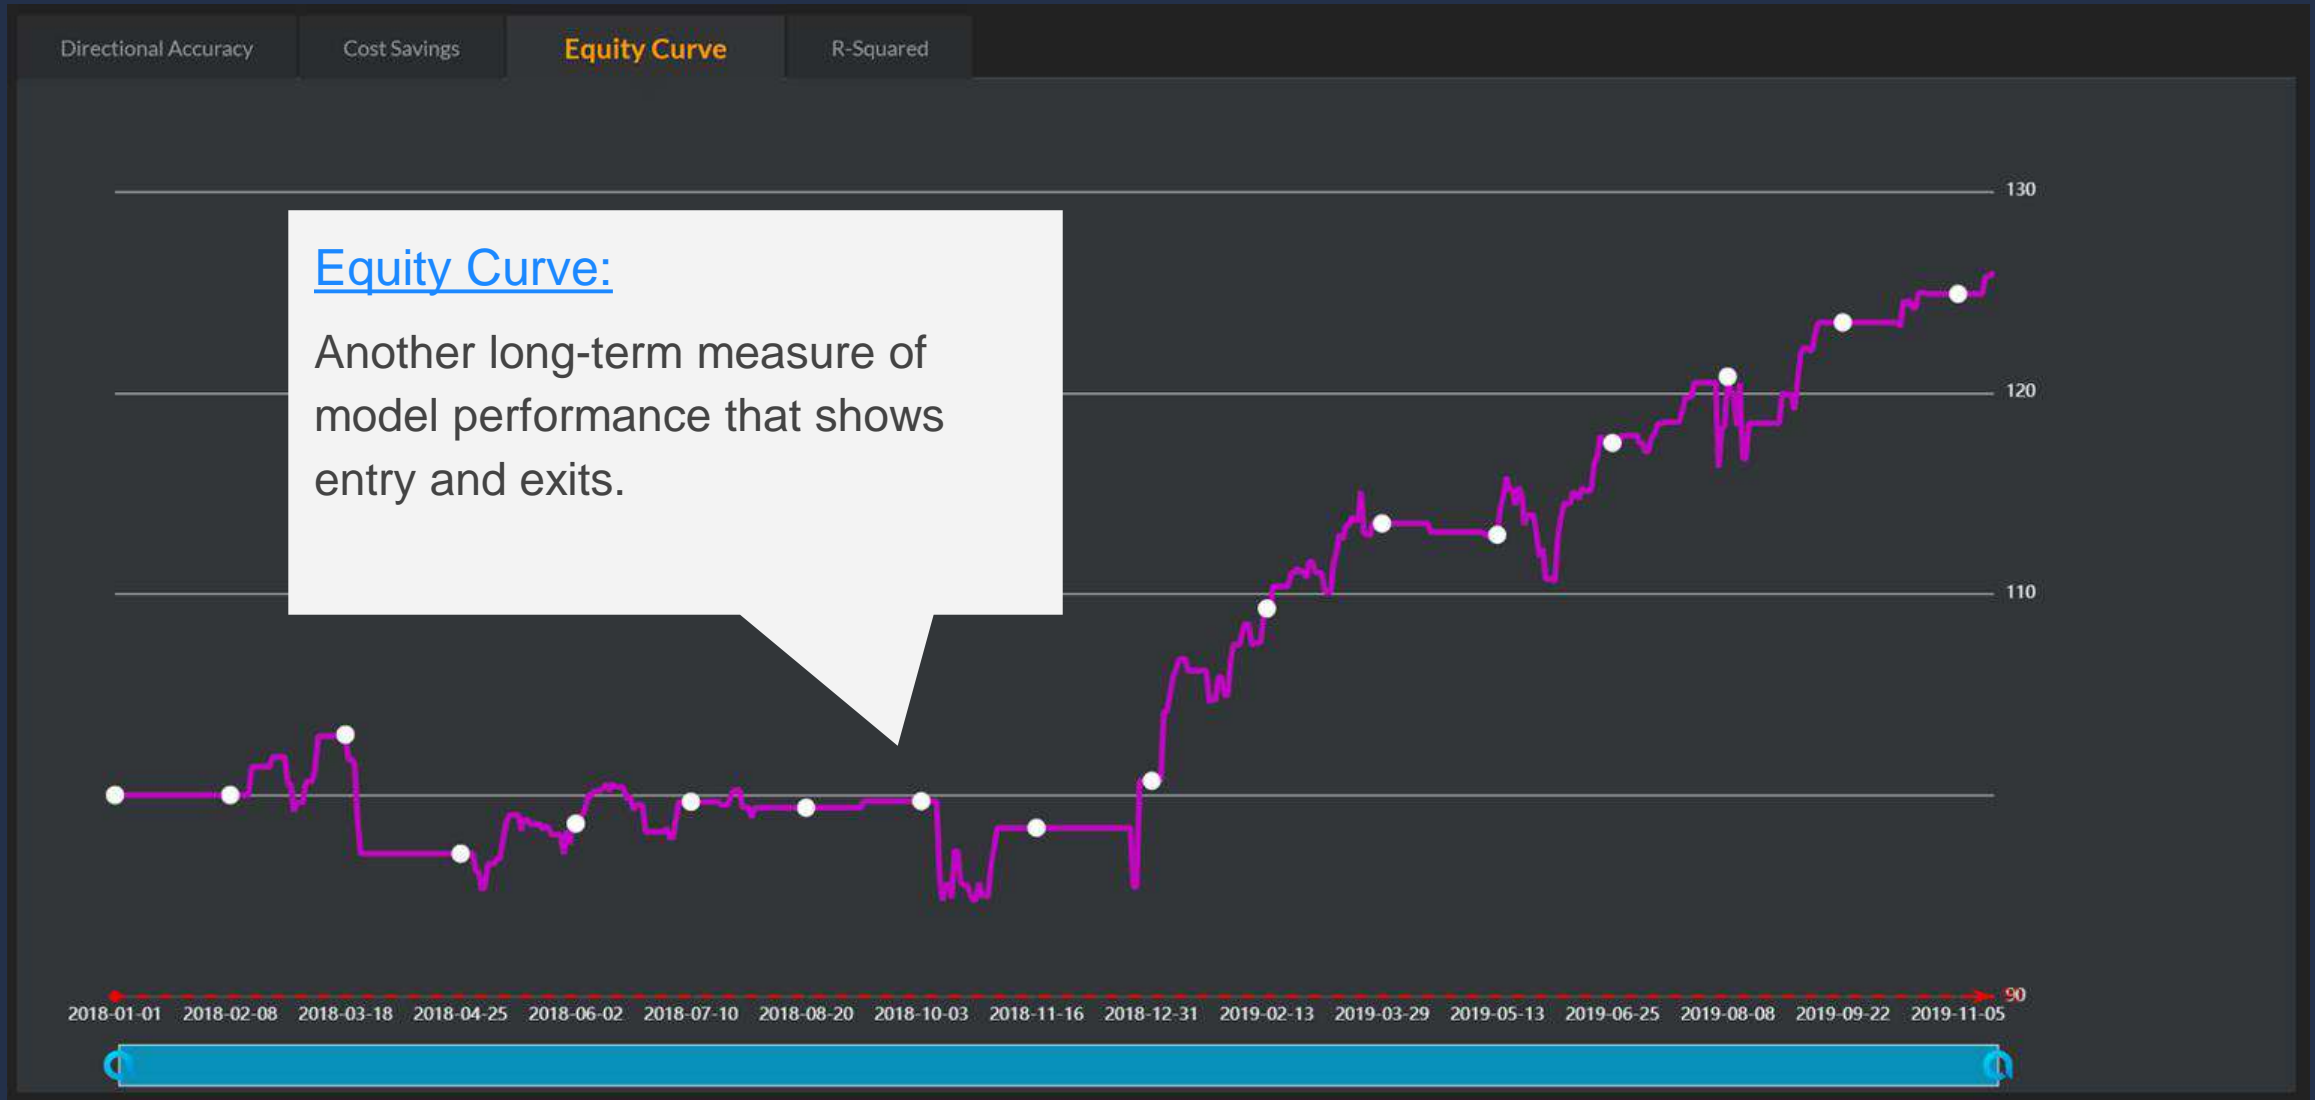 Directional Accuracy Cost Savings Equity Curve R-Squared
130
Equity Curve:
Another long-term measure of
model performance that shows
entry and exits.
120
110
90
2018-01-01 2018-02-08 2018-03-18 2018-04-25 2018-06-02 2018-07-10 2018-08-20 2018-10-03 2018-11-16 2018-12-31 2019-02-13 2019-03-29 2019-05-13 2019-06-25 2019-08-08 2019-09-22 2019-11-05